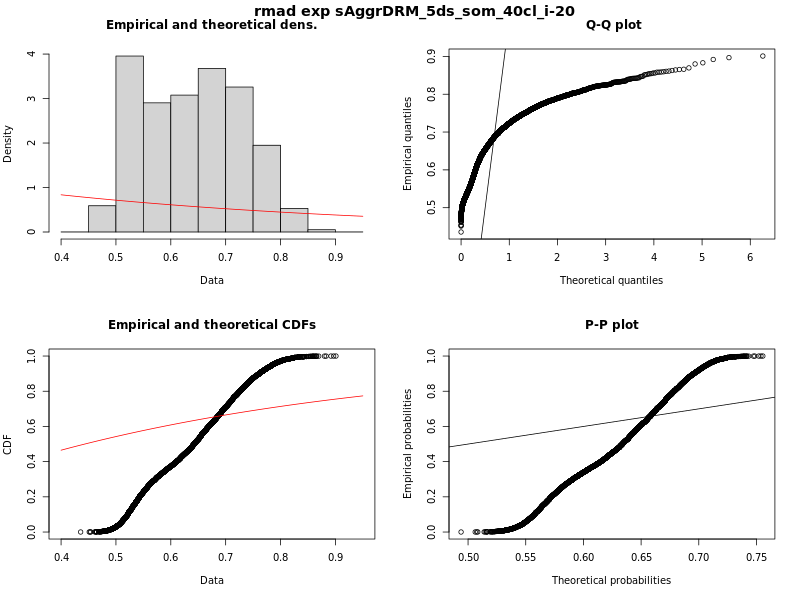 rmad exp sAggrDRM_5ds_som_40cl_i-20
Empirical and theoretical dens.
Density
0 1 2 3 4
0.4 0.5 0.6 0.7 0.8 0.9
Data
Q-Q plot
Empirical quantiles
0.5 0.6 0.7 0.8 0.9
0 1 2 3 4 5 6
Theoretical quantiles
Empirical and theoretical CDFs
CDF
0.0 0.2 0.4 0.6 0.8 1.0
0.4 0.5 0.6 0.7 0.8 0.9
Data
P-P plot
Empirical probabilities
0.0 0.2 0.4 0.6 0.8 1.0
0.50 0.55 0.60 0.65 0.70 0.75
Theoretical probabilities